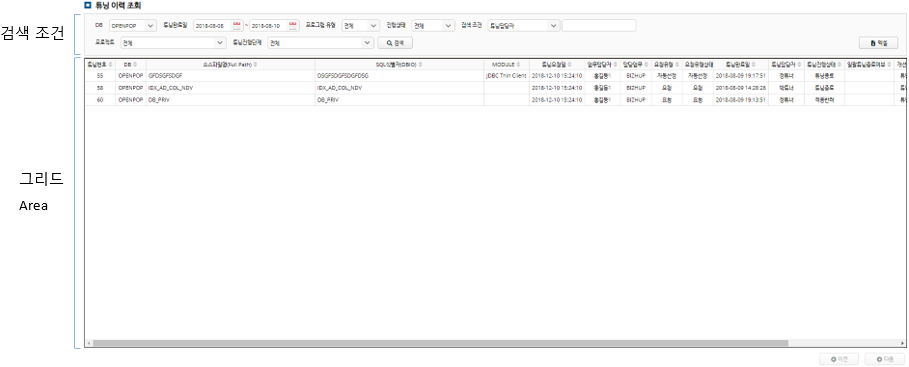 튜닝 이력 조회
검색 조건
DB OPENPOP 튜닝완료일 2018-08-08 ~ 2018-08-10 프로그램 유형 전체 진행상태 전체 검색 조건 튜닝담당자
프로젝트 전체 튜닝진행단계 전체 검색 엑셀
튜닝번호 DB 소스파일명(Full Path) SQL식별자(DBIO) MODULE 튜닝요청일 업무담당자 담당업무 요청유형 요청유형상태 튜닝완료일 튜닝담당자 튜닝진행상태 일괄튜닝종료여부 개선
55 OPENPOP GFDSGFSDGF DSGFSDGFSDGFDSG JDBC Thin Client 2018-12-10 15:24:10 홍길동1 BIZHUP 자동선정 자동선정 2018-08-09 19:17:51 정튜너 튜닝종료 튜닝
58 OPENPOP IDX_AD_COL_NDV IDX_AD_COL_NDV 2018-12-10 15:24:10 홍길동1 BIZHUP 요청 요청 2018-08-09 14:28:26 박튜너 튜닝종료 튜닝
60 OPENPOP DB_PRIV DB_PRIV 2018-12-10 15:24:10 홍길동1 BIZHUP 요청 요청 2018-08-09 19:13:51 정튜너 적용반려 튜닝
그리드
Area
이전 다음